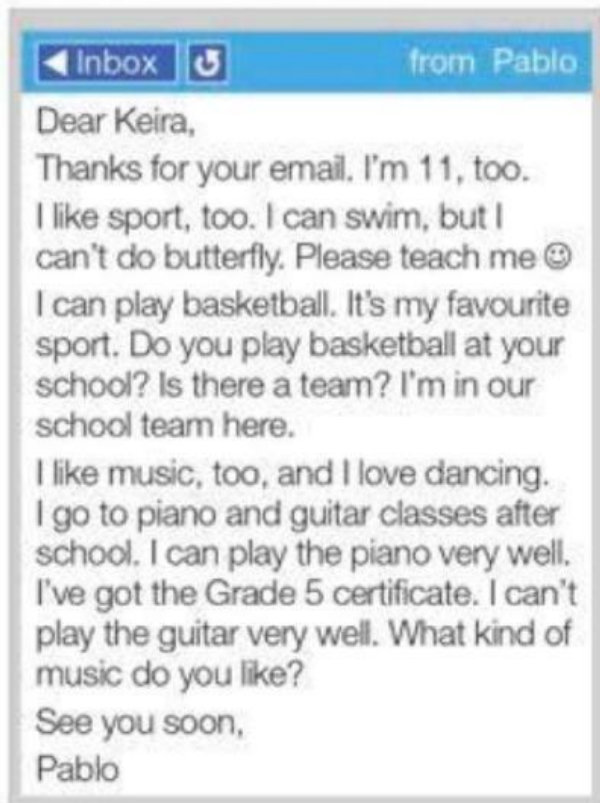 Inbox from Pablo
Dear Keira,
Thanks for your email. I'm 11, too.
I like sport, too. I can swim, but I
can't do butterfly. Please teach me ☺
I can play basketball. It's my favourite
sport. Do you play basketball at your
school? Is there a team? I'm in our
school team here.
I like music, too, and I love dancing.
I go to piano and guitar classes after
school. I can play the piano very well.
I've got the Grade 5 certificate. I can't
play the guitar very well. What kind of
music do you like?
See you soon,
Pablo